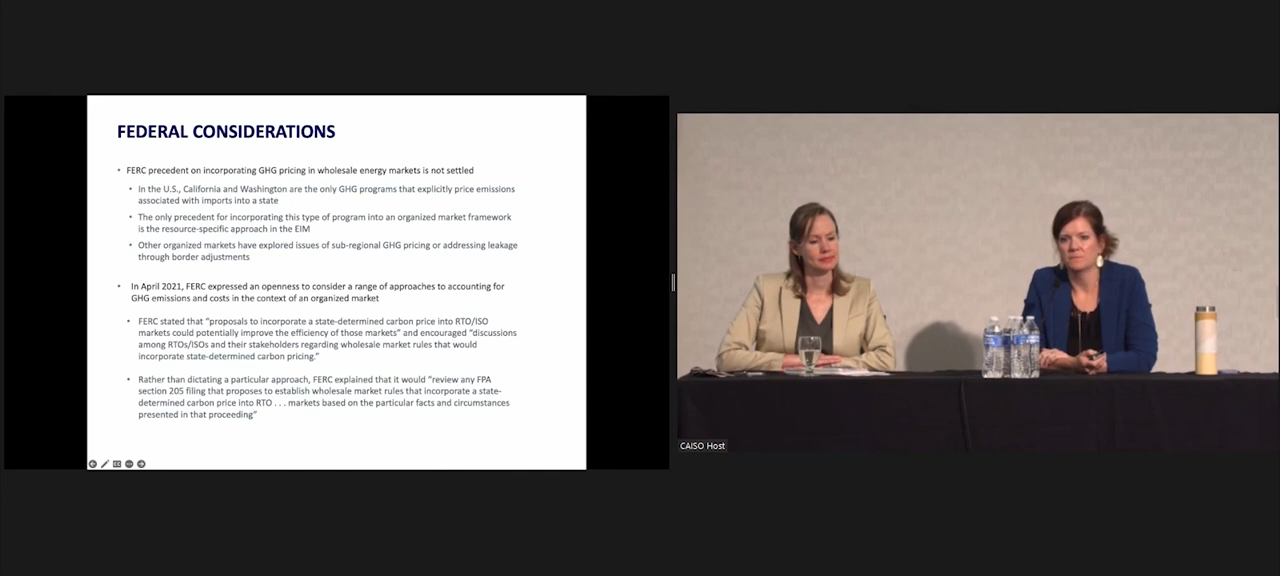 FEDERAL CONSIDERATIONS
• FERC precedent on incorporating GHG pricing in wholesale energy markets is not settled
• In the U.S., California and Washington are the only GHG programs that explicitly price emissions
associated with imports into a state
• The only precedent for incorporating this type of program into an organized market framework
is the resource-specific approach in the EIM
• Other organized markets have explored issues of sub-regional GHG pricing or addressing leakage
through border adjustments
• In April 2021, FERC expressed an openness to consider a range of approaches to accounting for
GHG emissions and costs in the context of an organized market
• FERC stated that “proposals to incorporate a state-determined carbon price into RTO/ISO
markets could potentially improve the efficiency of those markets” and encouraged “discussions
among RTOs/ISOs and their stakeholders regarding wholesale market rules that would
incorporate state-determined carbon pricing.”
• Rather than dictating a particular approach, FERC explained that it would “review any FPA
section 205 filing that proposes to establish wholesale market rules that incorporate a state-
determined carbon price into RTO . . . markets based on the particular facts and circumstances
presented in that proceeding”
CAISO Host